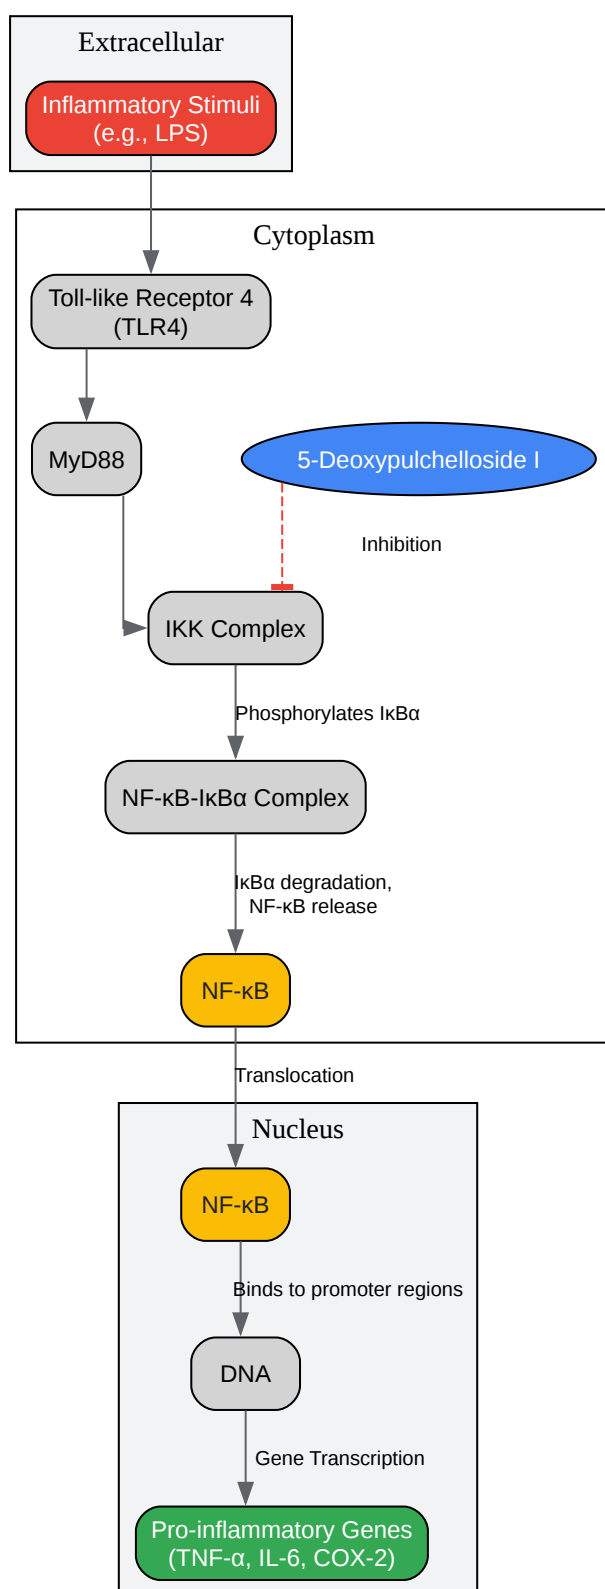 Extracellular
Inflammatory Stimuli
(e.g., LPS)
Cytoplasm
Toll-like Receptor 4
(TLR4)
MyD88
5-Deoxypulchelloside I
Inhibition
IKK Complex
Phosphorylates IκBα
NF-κB-IκBα Complex
IκBα degradation,
NF-κB release
NF-κB
Translocation
Nucleus
NF-κB
Binds to promoter regions
DNA
Gene Transcription
Pro-inflammatory Genes
(TNF-α, IL-6, COX-2)